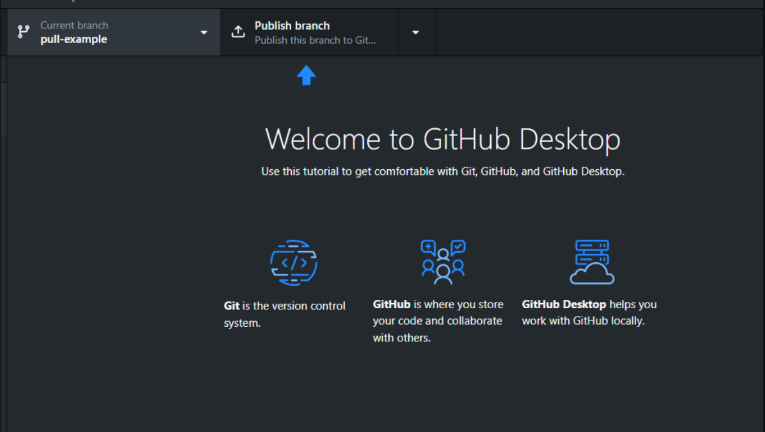 Current branch
pull-example
Publish branch
Publish this branch to Git...
Welcome to GitHub Desktop
Use this tutorial to get comfortable with Git, GitHub, and GitHub Desktop.
Git is the version control
system.
GitHub is where you store
your code and collaborate
with others.
GitHub Desktop helps you
work with GitHub locally.